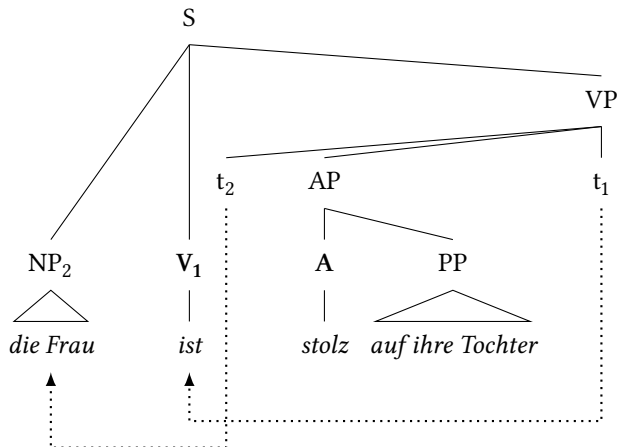 S
VP
t₂ AP t₁
NP₂ V₁ A PP
die Frau ist stolz auf ihre Tochter